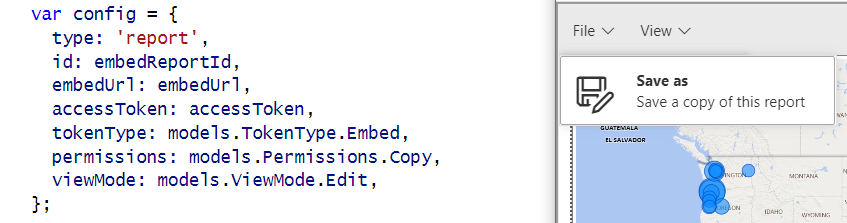 var config = {
type: 'report',
id: embedReportId,
embedUrl: embedUrl,
accessToken: accessToken,
tokenType: models.TokenType.Embed,
permissions: models.Permissions.Copy,
viewMode: models.ViewMode.Edit,
};
File View
Save as
Save a copy of this report
GUATEMALA
EL SALVADOR
MONTANA
OREGON
IDAHO
WYOMING